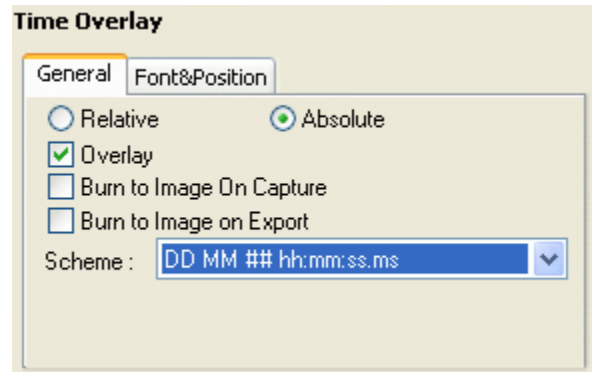 Time Overlay
General Font&Position
Relative Absolute
Overlay
Burn to Image On Capture
Burn to Image on Export
Scheme : DD MM ## hh:mm:ss.ms